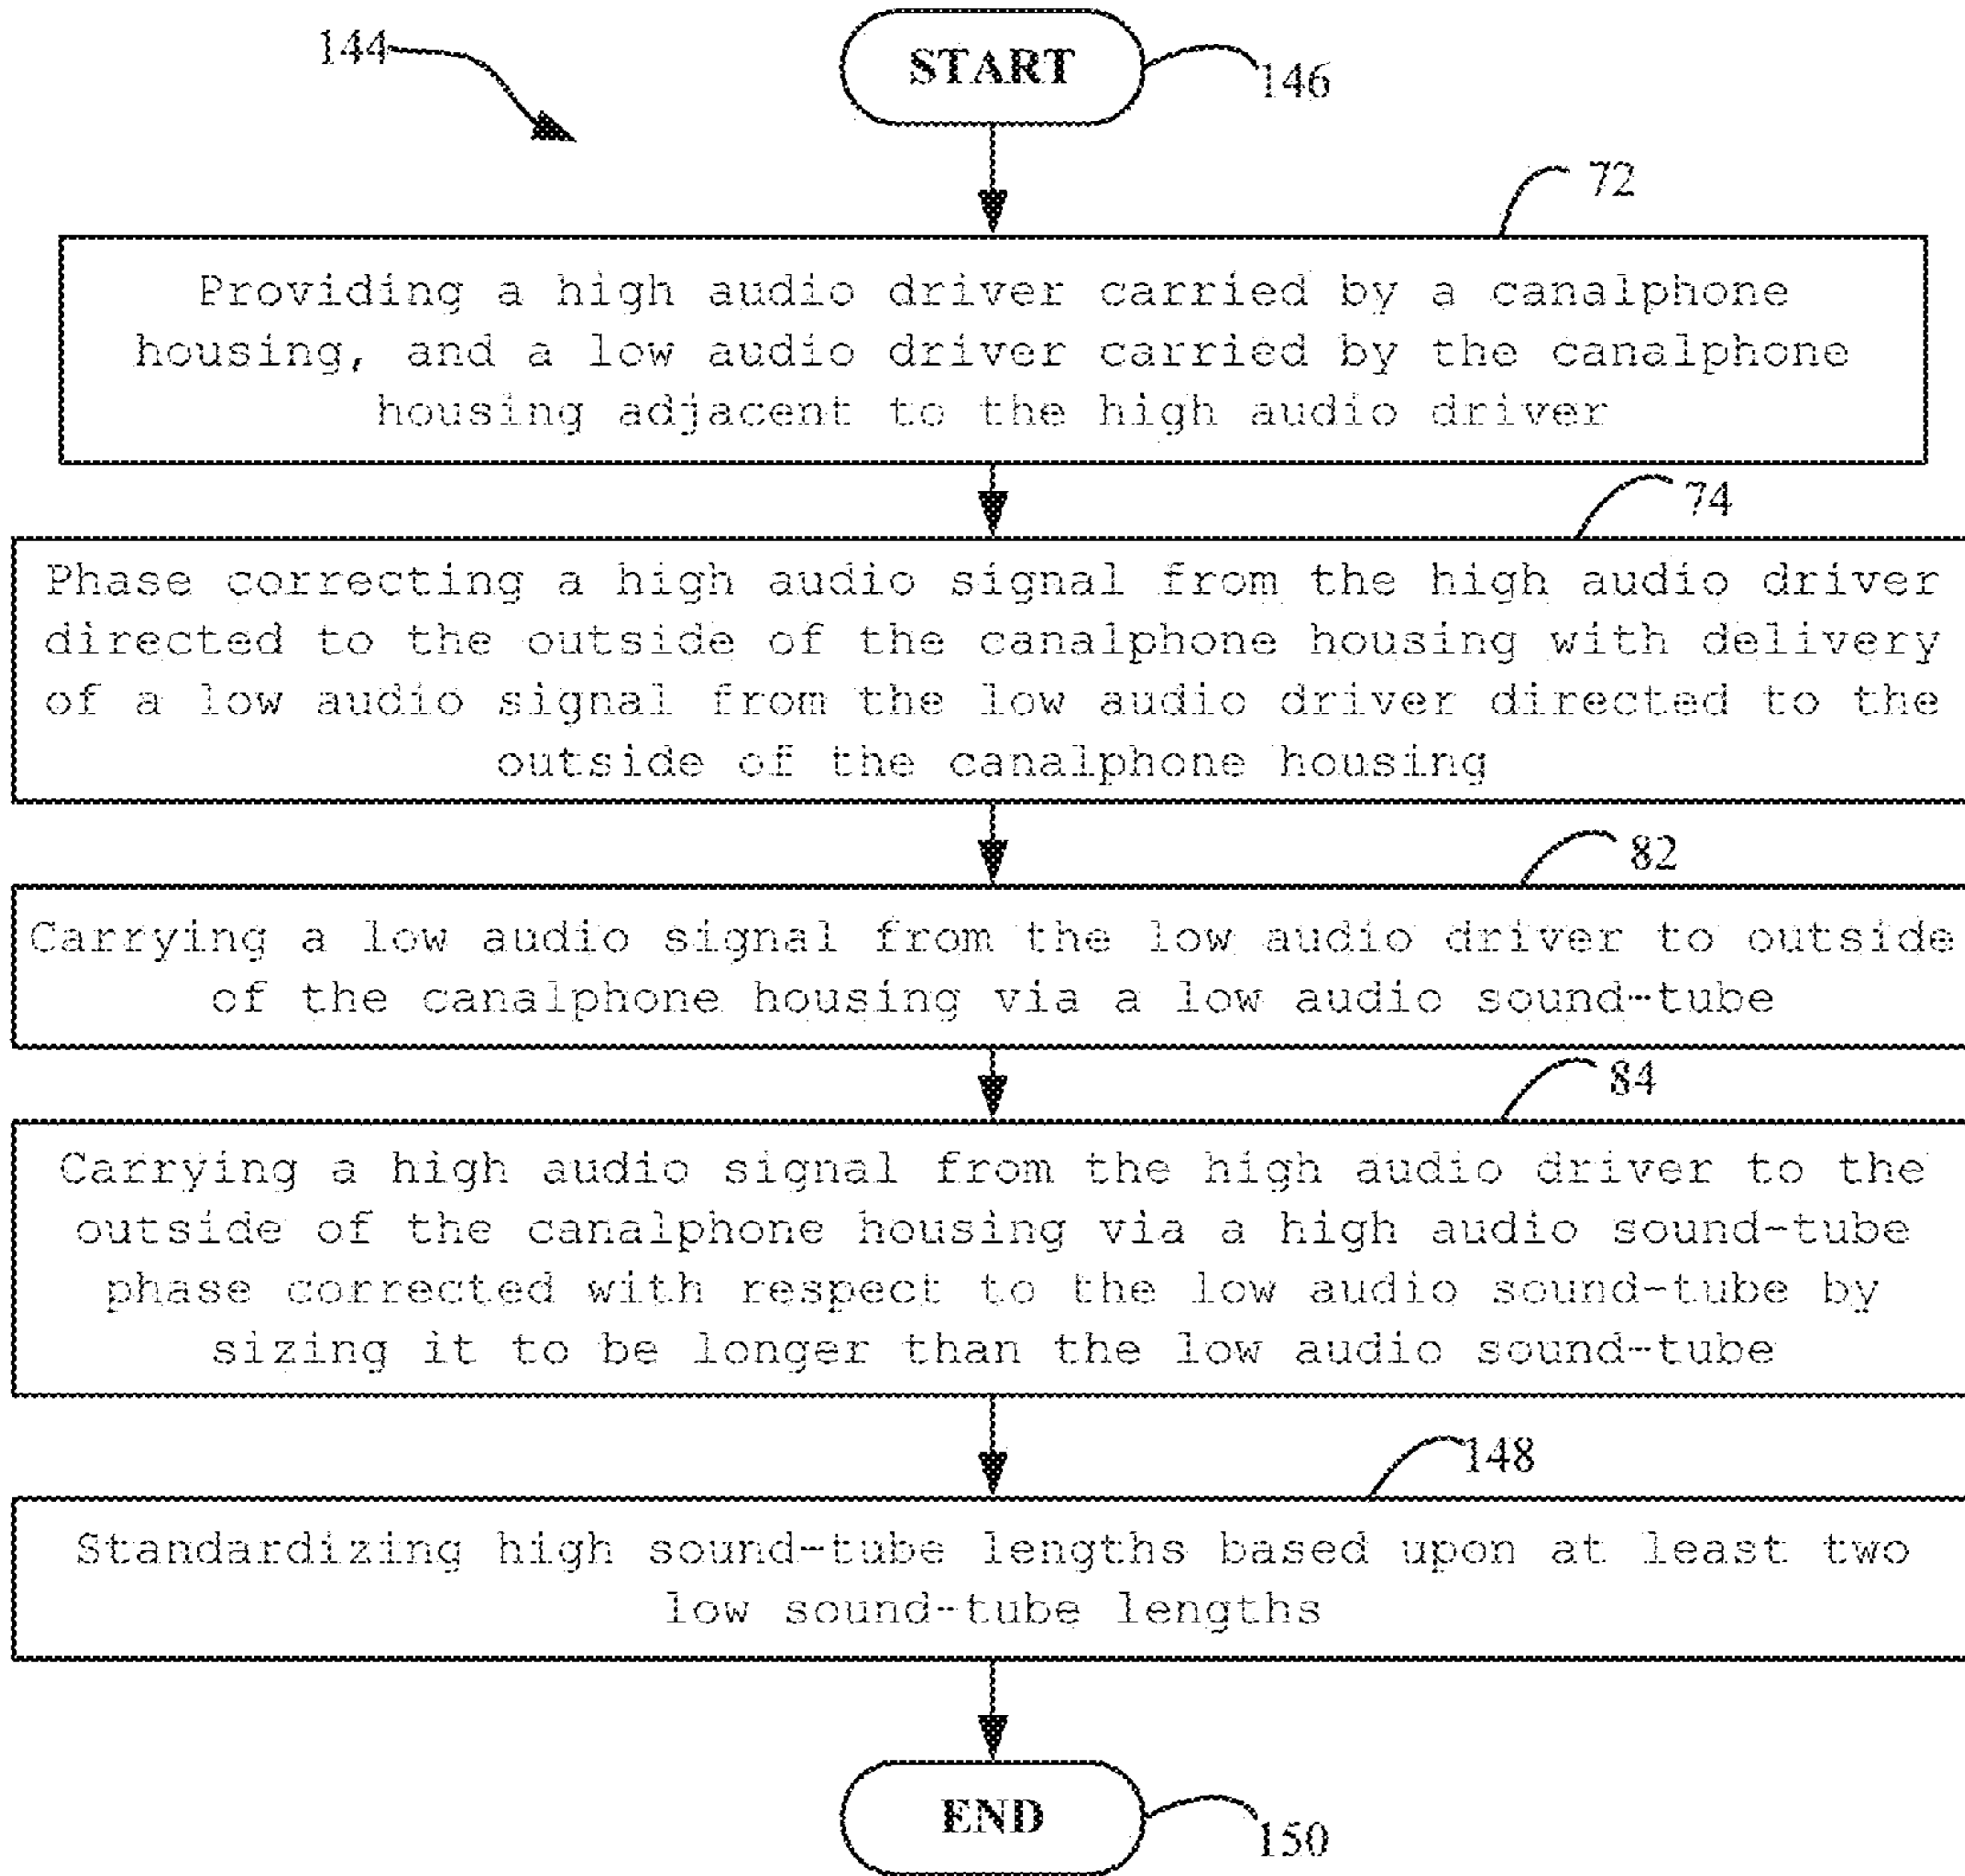 144
START
146
72
Providing a high audio driver carried by a canalphone
housing, and a low audio driver carried by the canalphone
housing adjacent to the high audio driver
74
Phase correcting a high audio signal from the high audio driver
directed to the outside of the canalphone housing with delivery
of a low audio signal from the low audio driver directed to the
outside of the canalphone housing
82
Carrying a low audio signal from the low audio driver to outside
of the canalphone housing via a low audio sound-tube
84
Carrying a high audio signal from the high audio driver to the
outside of the canalphone housing via a high audio sound-tube
phase corrected with respect to the low audio sound-tube by
sizing it to be longer than the low audio sound-tube
148
Standardizing high sound-tube lengths based upon at least two
low sound-tube lengths
END
150